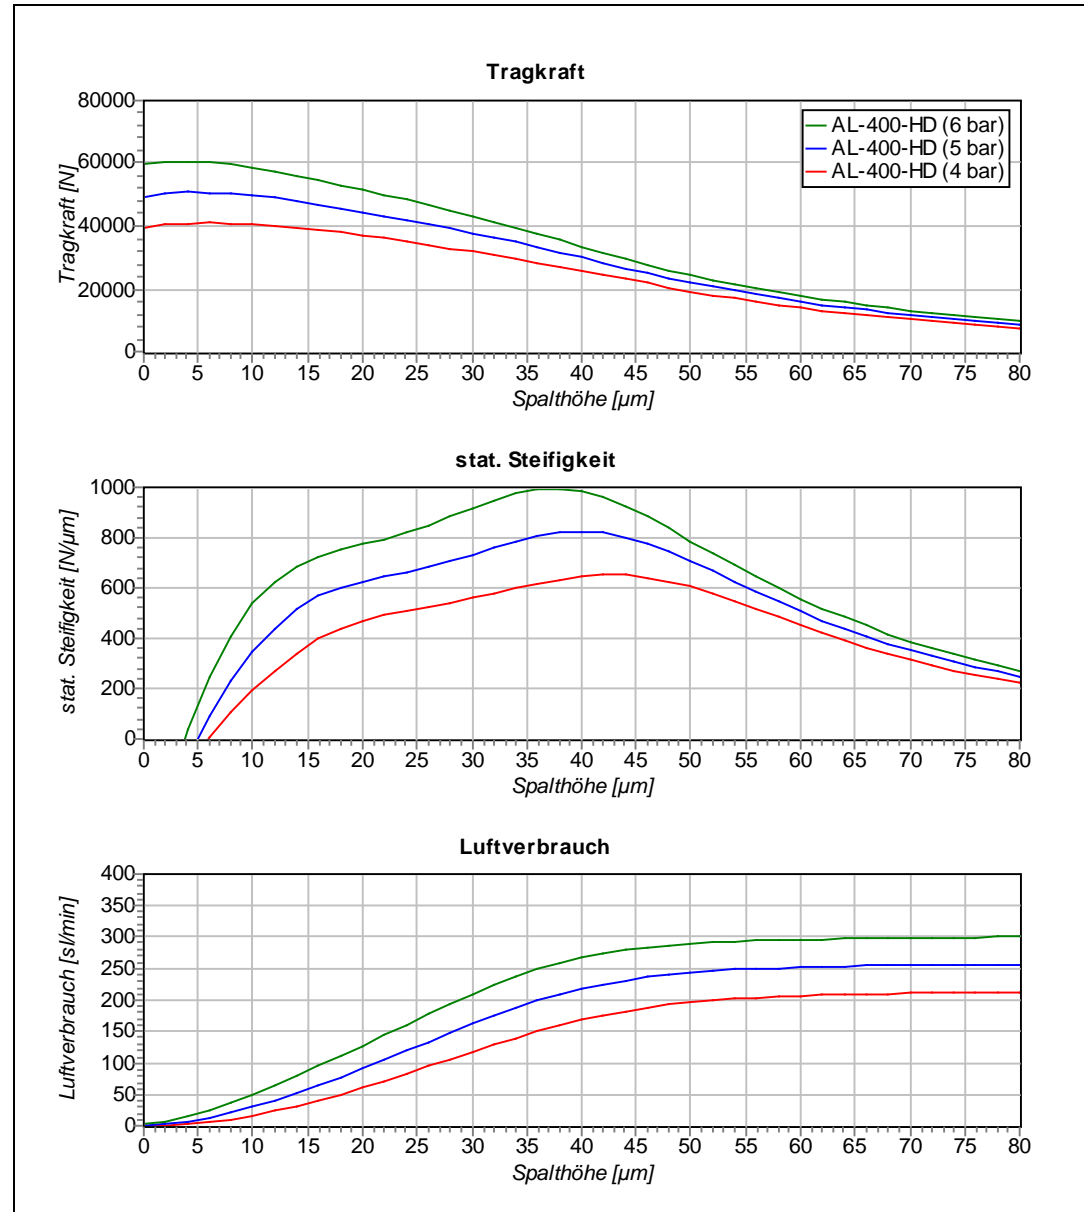 Tragkraft
80000
60000
40000
20000
0
Tragkraft [N]
AL-400-HD (6 bar)
AL-400-HD (5 bar)
AL-400-HD (4 bar)
0 5 10 15 20 25 30 35 40 45 50 55 60 65 70 75 80
Spalthöhe [µm]
stat. Steifigkeit
1000
800
600
400
200
0
stat. Steifigkeit [N/µm]
0 5 10 15 20 25 30 35 40 45 50 55 60 65 70 75 80
Spalthöhe [µm]
Luftverbrauch
400
350
300
250
200
150
100
50
0
Luftverbrauch [sl/min]
0 5 10 15 20 25 30 35 40 45 50 55 60 65 70 75 80
Spalthöhe [µm]